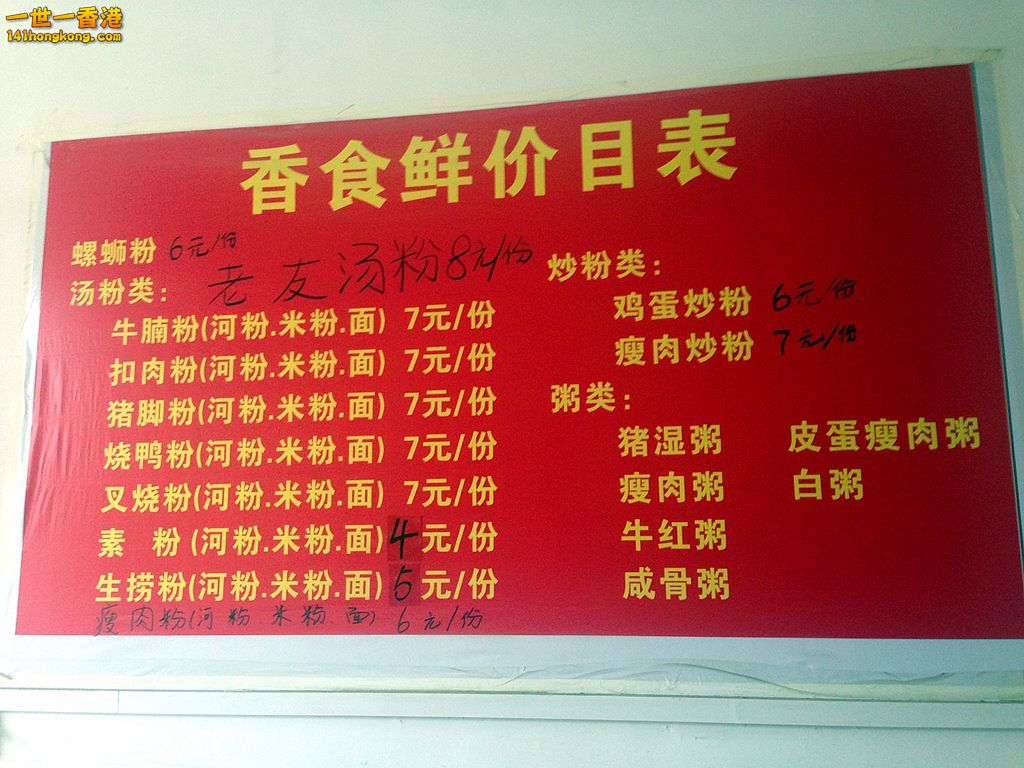 一世一香港
141hongkong.com
香食鲜价目表
螺蛳粉 6元/份
汤粉类：
老友汤粉8元/份
牛腩粉(河粉.米粉.面) 7元/份
扣肉粉(河粉.米粉.面) 7元/份
猪脚粉(河粉.米粉.面) 7元/份
烧鸭粉(河粉.米粉.面) 7元/份
叉烧粉(河粉.米粉.面) 7元/份
素 粉(河粉.米粉.面) 4元/份
生捞粉(河粉.米粉.面) 5元/份
瘦肉粉(河粉.米粉.面) 6元/份
炒粉类：
鸡蛋炒粉 6元/份
瘦肉炒粉 7元/份
粥类：
猪湿粥 皮蛋瘦肉粥
瘦肉粥 白粥
牛红粥
咸骨粥